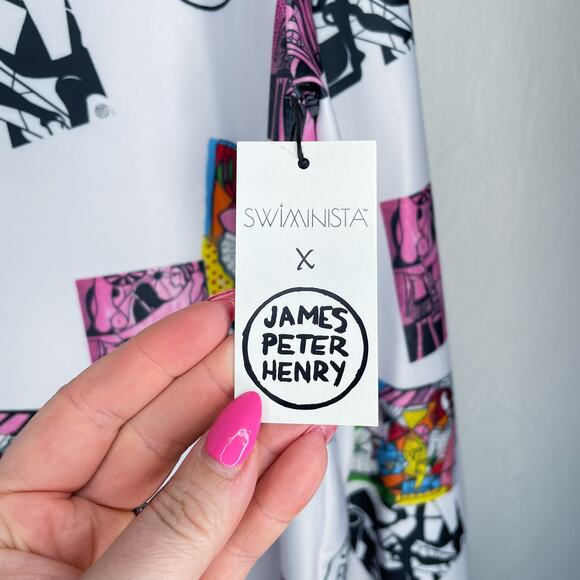 SWIMINISTA™
X
JAMES
PETER
HENRY